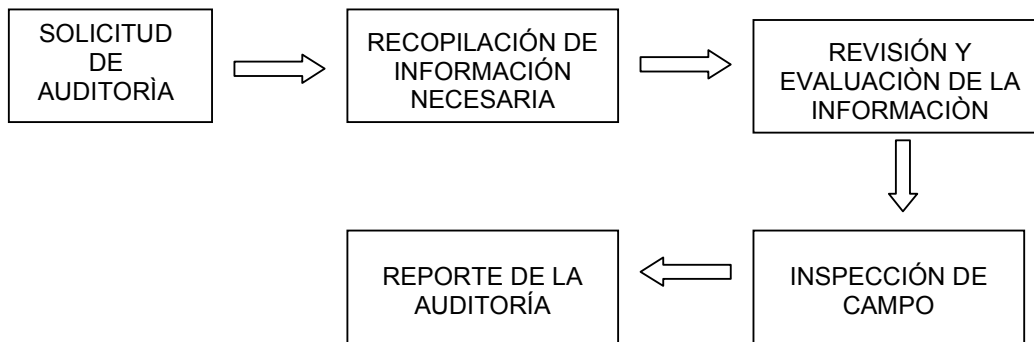 SOLICITUD
DE
AUDITORÌA
RECOPILACIÓN DE
INFORMACIÓN
NECESARIA
REVISIÓN Y
EVALUACIÒN DE LA
INFORMACIÒN
REPORTE DE LA
AUDITORÍA
INSPECCIÓN DE
CAMPO